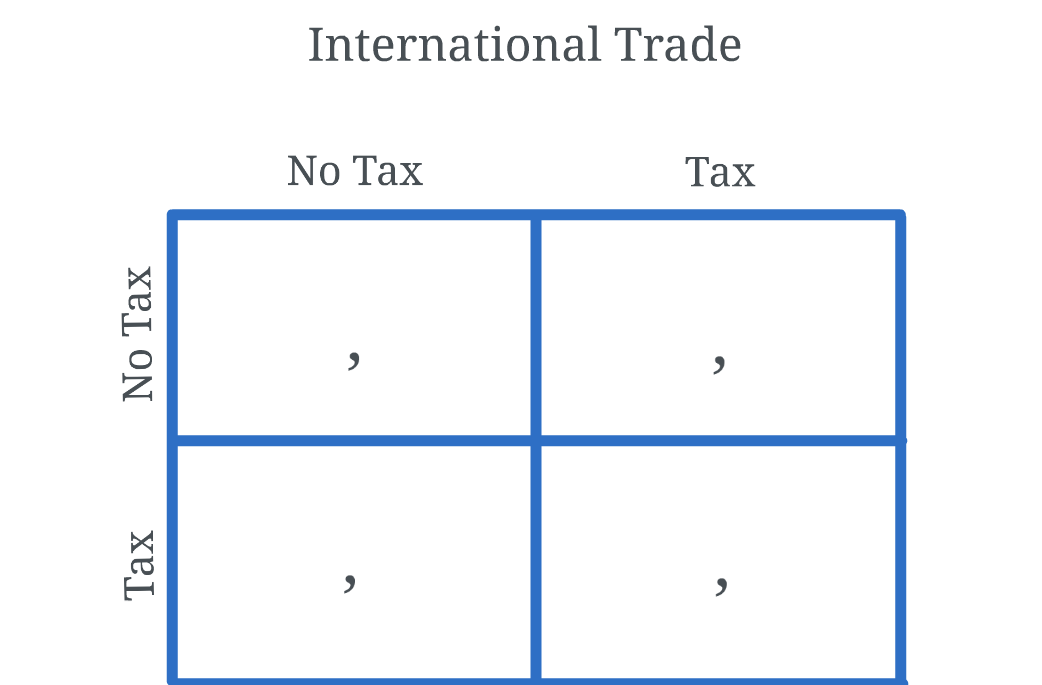 International Trade
No Tax Tax
No Tax
, ,
Tax
, ,